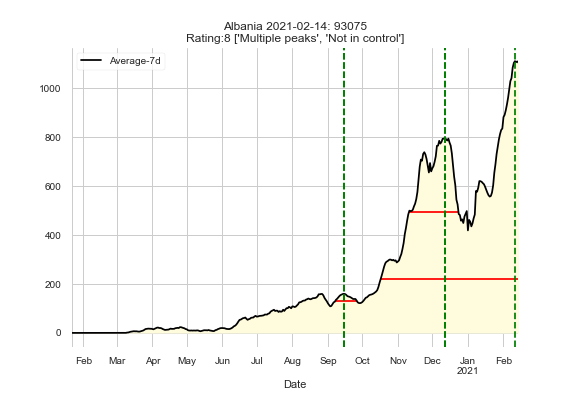 Albania 2021-02-14: 93075
Rating:8 ['Multiple peaks', 'Not in control']
Average-7d
1000
800
600
400
200
0
Feb Mar Apr May Jun Jul Aug Sep Oct Nov Dec Jan Feb
2021
Date